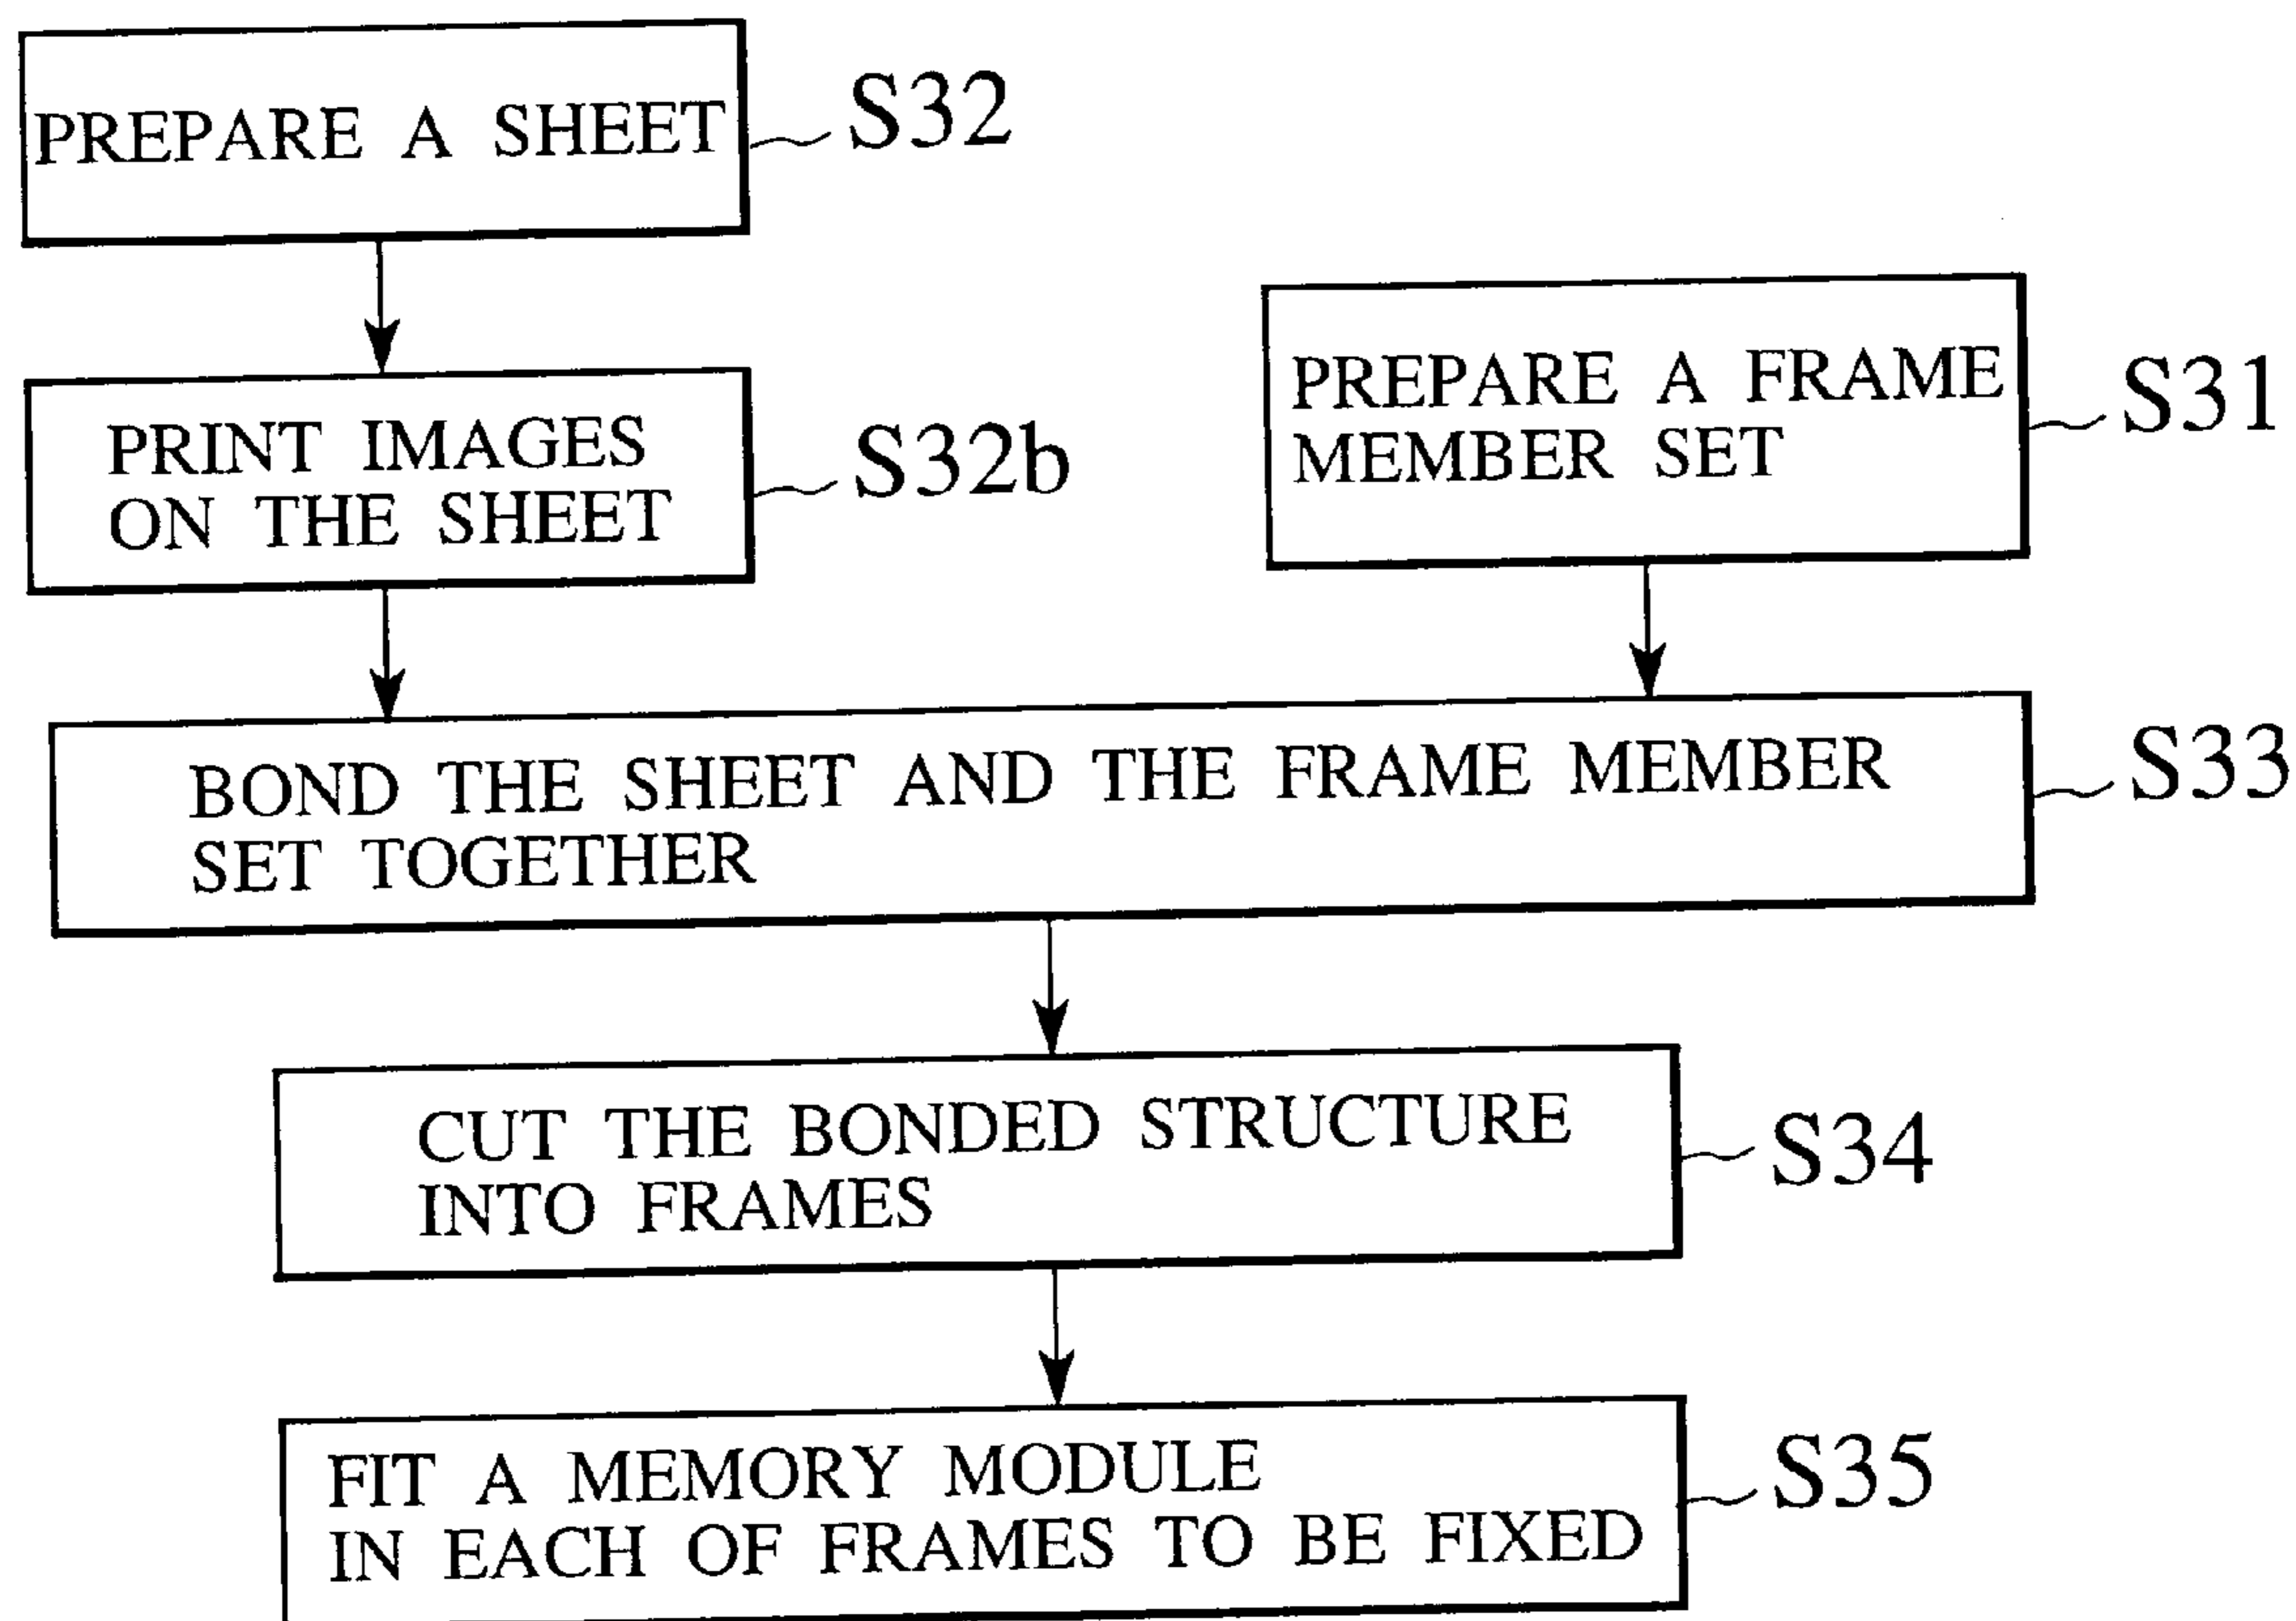 PREPARE A SHEET
S32
PRINT IMAGES
ON THE SHEET
S32b
PREPARE A FRAME
MEMBER SET
S31
BOND THE SHEET AND THE FRAME MEMBER
SET TOGETHER
S33
CUT THE BONDED STRUCTURE
INTO FRAMES
S34
FIT A MEMORY MODULE
IN EACH OF FRAMES TO BE FIXED
S35